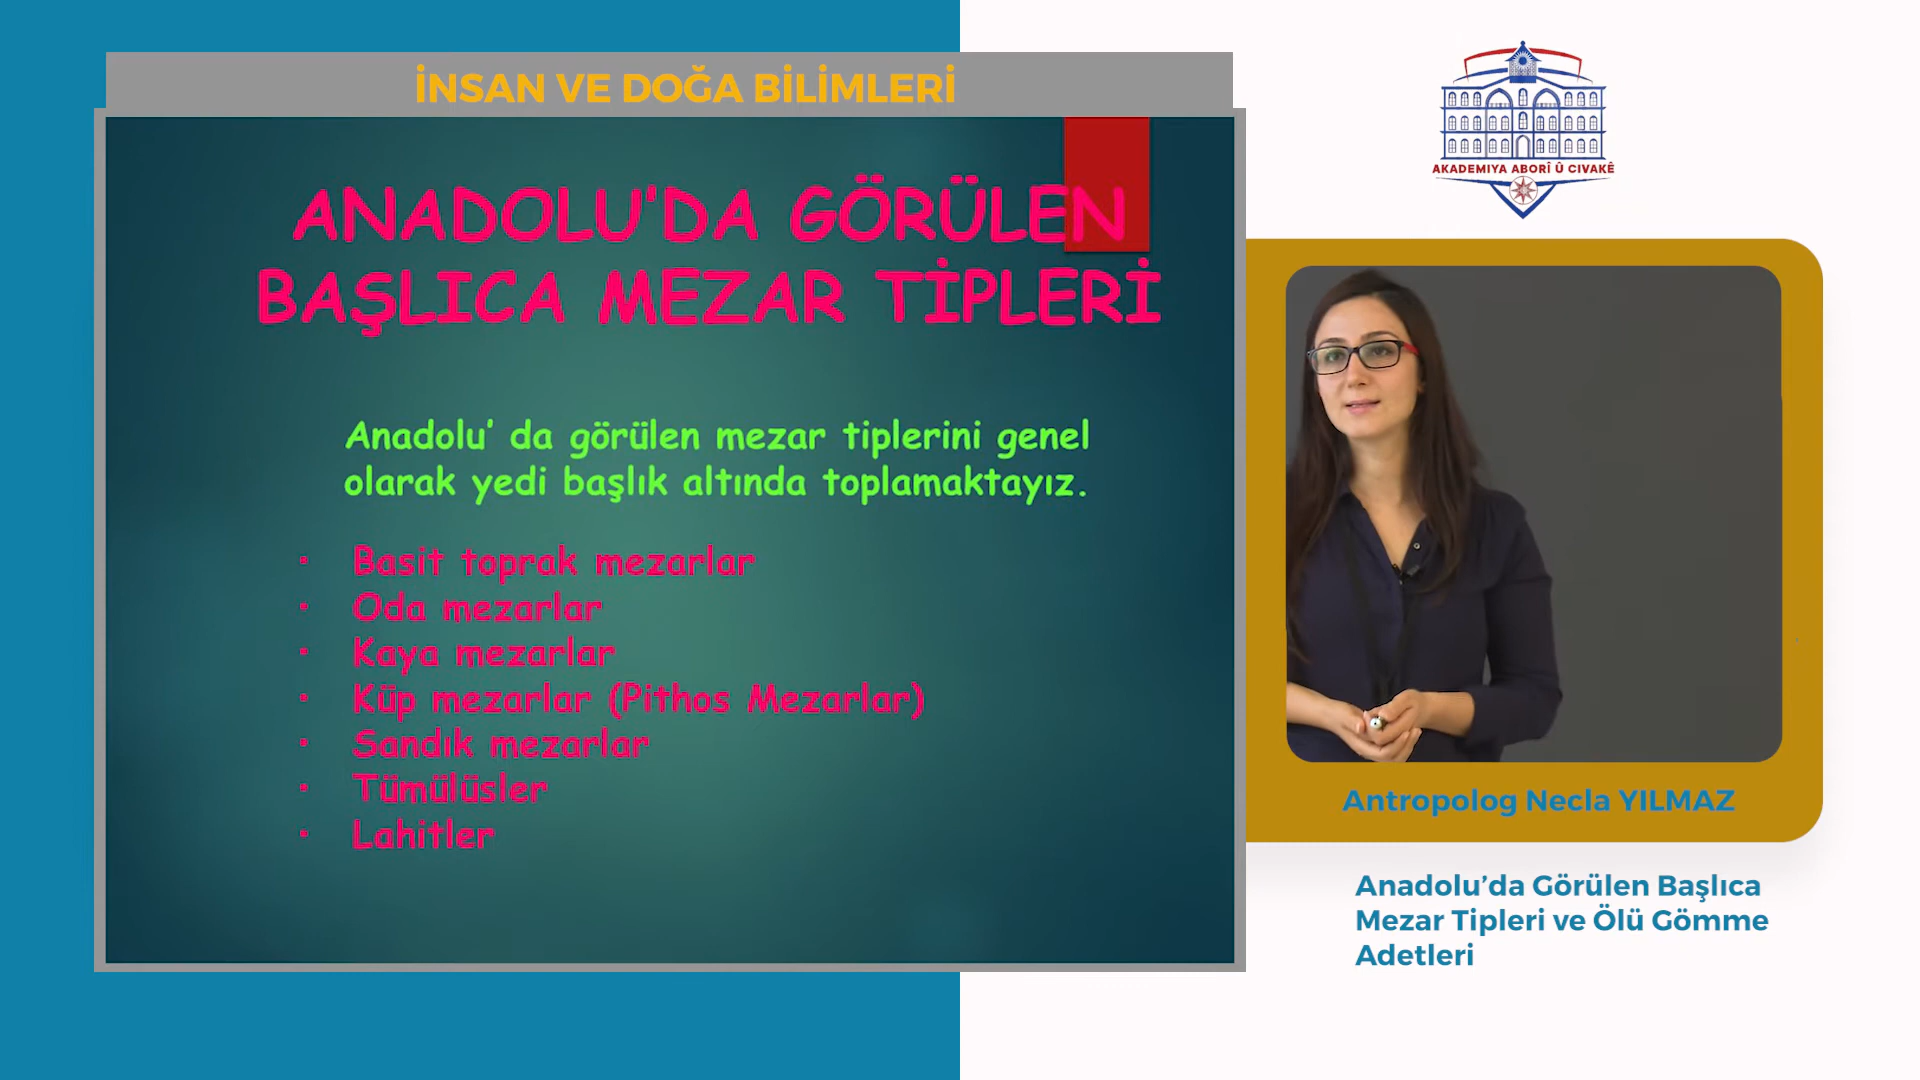 İNSAN VE DOĞA BİLİMLERİ
ANADOLU'DA GÖRÜLEN
BAŞLICA MEZAR TİPLERİ
Anadolu' da görülen mezar tiplerini genel
olarak yedi başlık altında toplamaktayız.
• Basit toprak mezarlar
• Oda mezarlar
• Kaya mezarlar
• Küp mezarlar (Pithos Mezarlar)
• Sandık mezarlar
• Tümülüsler
• Lahitler
AKADEMIYA ABORÎ Û CIVAKÊ
Antropolog Necla YILMAZ
Anadolu’da Görülen Başlıca
Mezar Tipleri ve Ölü Gömme
Adetleri